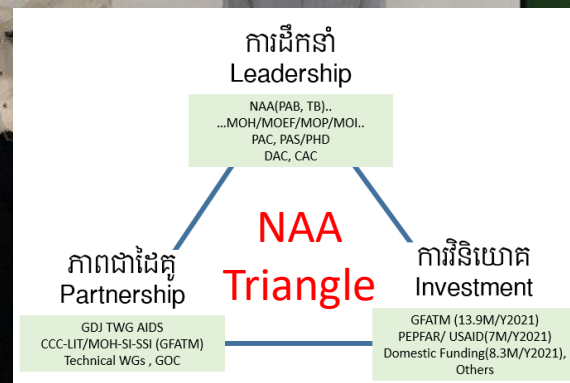 ការដឹកនាំ
Leadership
NAA(PAB, TB)..
...MOH/MOEF/MOP/MOI..
PAC, PAS/PHD
DAC, CAC
NAA
Triangle
ភាពជាដៃគូ
Partnership
GDJ TWG AIDS
CCC-LIT/MOH-SI-SSI (GFATM)
Technical WGs , GOC
ការវិនិយោគ
Investment
GFATM (13.9M/Y2021)
PEPFAR/ USAID(7M/Y2021)
Domestic Funding(8.3M/Y2021),
Others